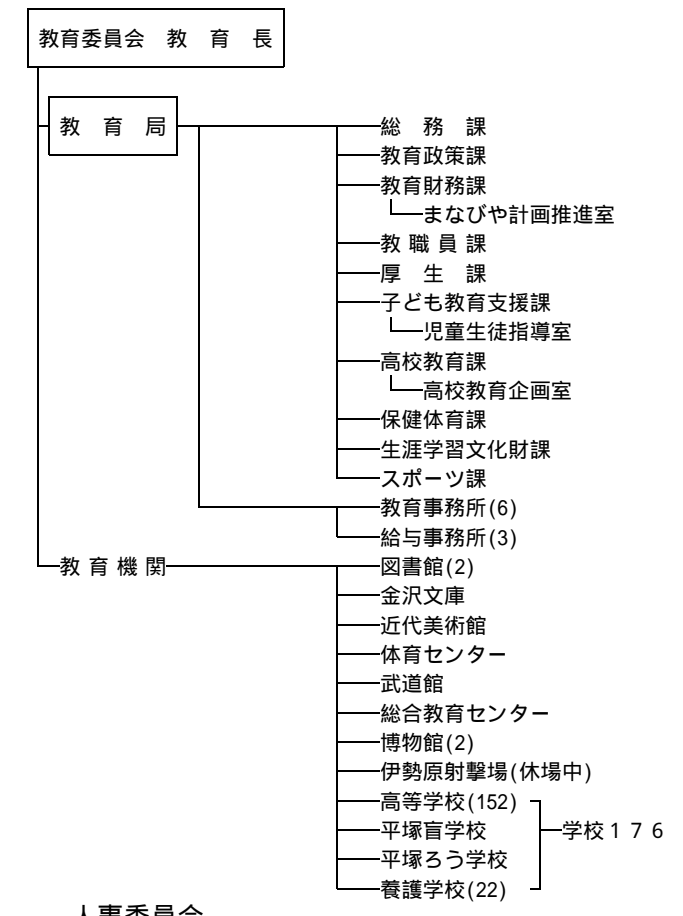 教育委員会　教　育　長
教　育　局
総　務　課
教育政策課
教育財務課
まなびや計画推進室
教 職 員 課
厚　生　課
子ども教育支援課
児童生徒指導室
高校教育課
高校教育企画室
保健体育課
生涯学習文化財課
スポーツ課
教育事務所(6)
給与事務所(3)
教 育 機 関
図書館(2)
金沢文庫
近代美術館
体育センター
武道館
総合教育センター
博物館(2)
伊勢原射撃場(休場中)
高等学校(152)
平塚盲学校
学校１７６
平塚ろう学校
養護学校(22)
人事委員会